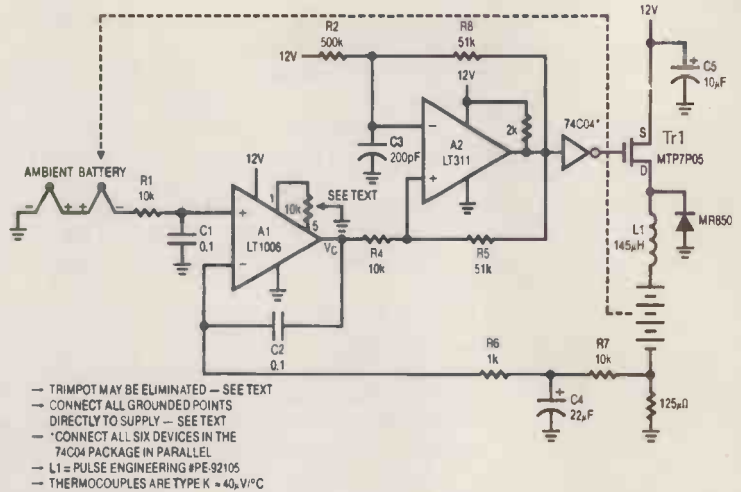 12V
R2
500k
R8
51k
12V
12V
C5
10µF
74C04*
S
Tr1
MTP7P05
D
C3
200pF
A2
LT311
2k
AMBIENT BATTERY
R1
10k
12V
1
SEE TEXT
10k
5
C1
0.1
A1
LT1006
VC
R4
10k
R5
51k
MR850
L1
145µH
C2
0.1
R6
1k
R7
10k
C4
22µF
125µΩ
→ TRIMPOT MAY BE ELIMINATED — SEE TEXT
→ CONNECT ALL GROUNDED POINTS
DIRECTLY TO SUPPLY — SEE TEXT
— *CONNECT ALL SIX DEVICES IN THE
74C04 PACKAGE IN PARALLEL
→ L1 = PULSE ENGINEERING #PE-92105
→ THERMOCOUPLES ARE TYPE K = 40µV/°C